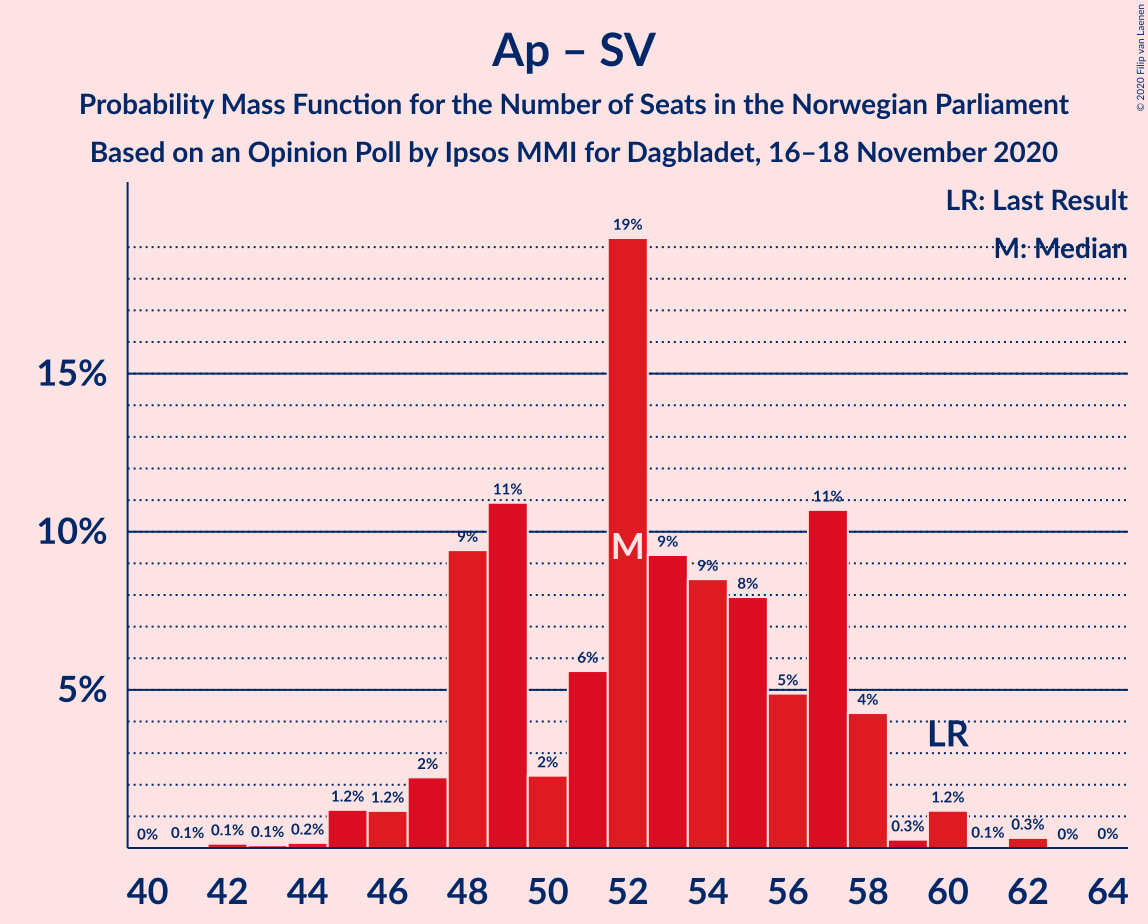 Ap – SV
Probability Mass Function for the Number of Seats in the Norwegian Parliament
Based on an Opinion Poll by Ipsos MMI for Dagbladet, 16–18 November 2020
© 2020 Filip van Laenen
LR: Last Result
M: Median
15%
10%
5%
0% 0.1% 0.1% 0.1% 0.2% 1.2% 1.2% 2% 9% 11% 2% 6% 19% 9% 9% 8% 5% 11% 4% 0.3% 1.2% 0.1% 0.3% 0% 0%
M
LR
40 42 44 46 48 50 52 54 56 58 60 62 64